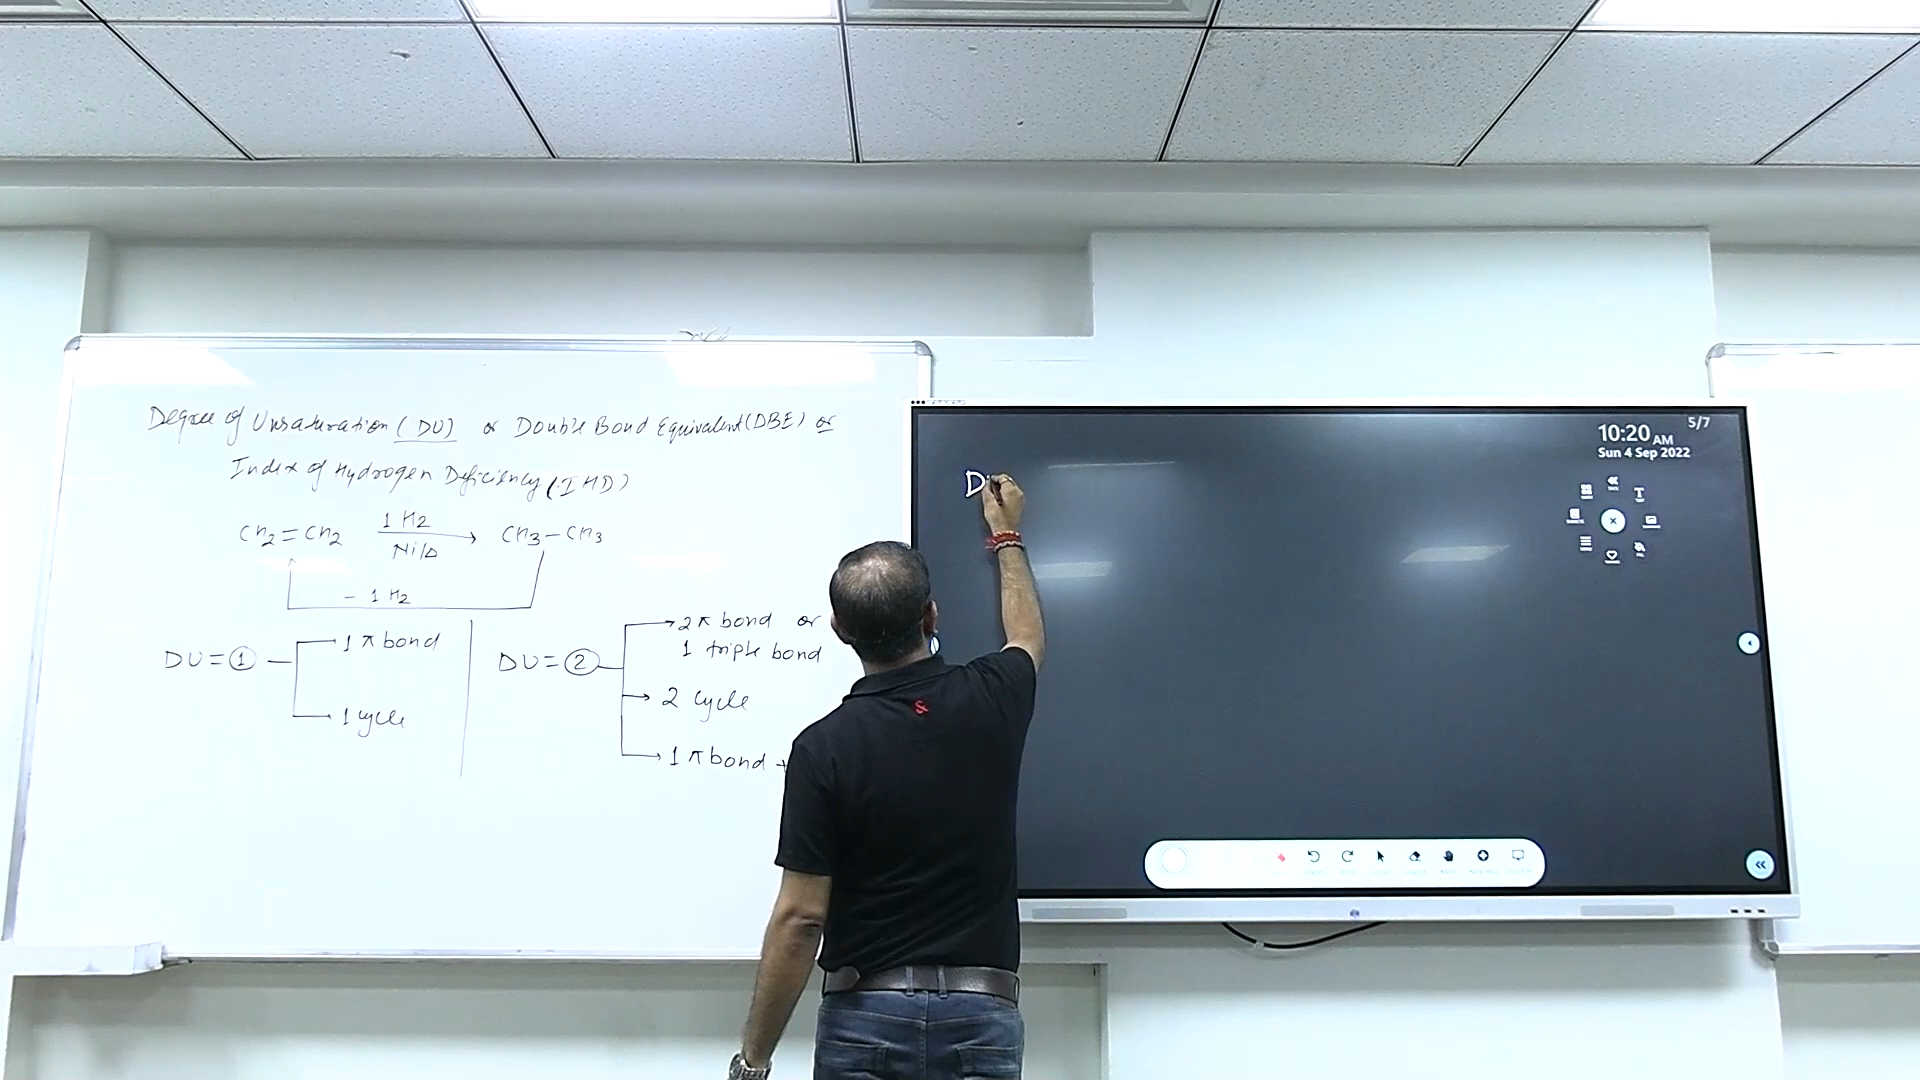 Degree of Unsaturation (DU) or Double Bond Equivalent (DBE) or
Index of Hydrogen Deficiency (IHD)
CH2=CH2 1 H2 Ni/Δ → CH3-CH3
- 1 H2
DU = 1
1 π bond
1 cycle
DU = 2
2π bond or
1 triple bond
2 cycle
1 π bond +
D
5/7
10:20 AM
Sun 4 Sep 2022